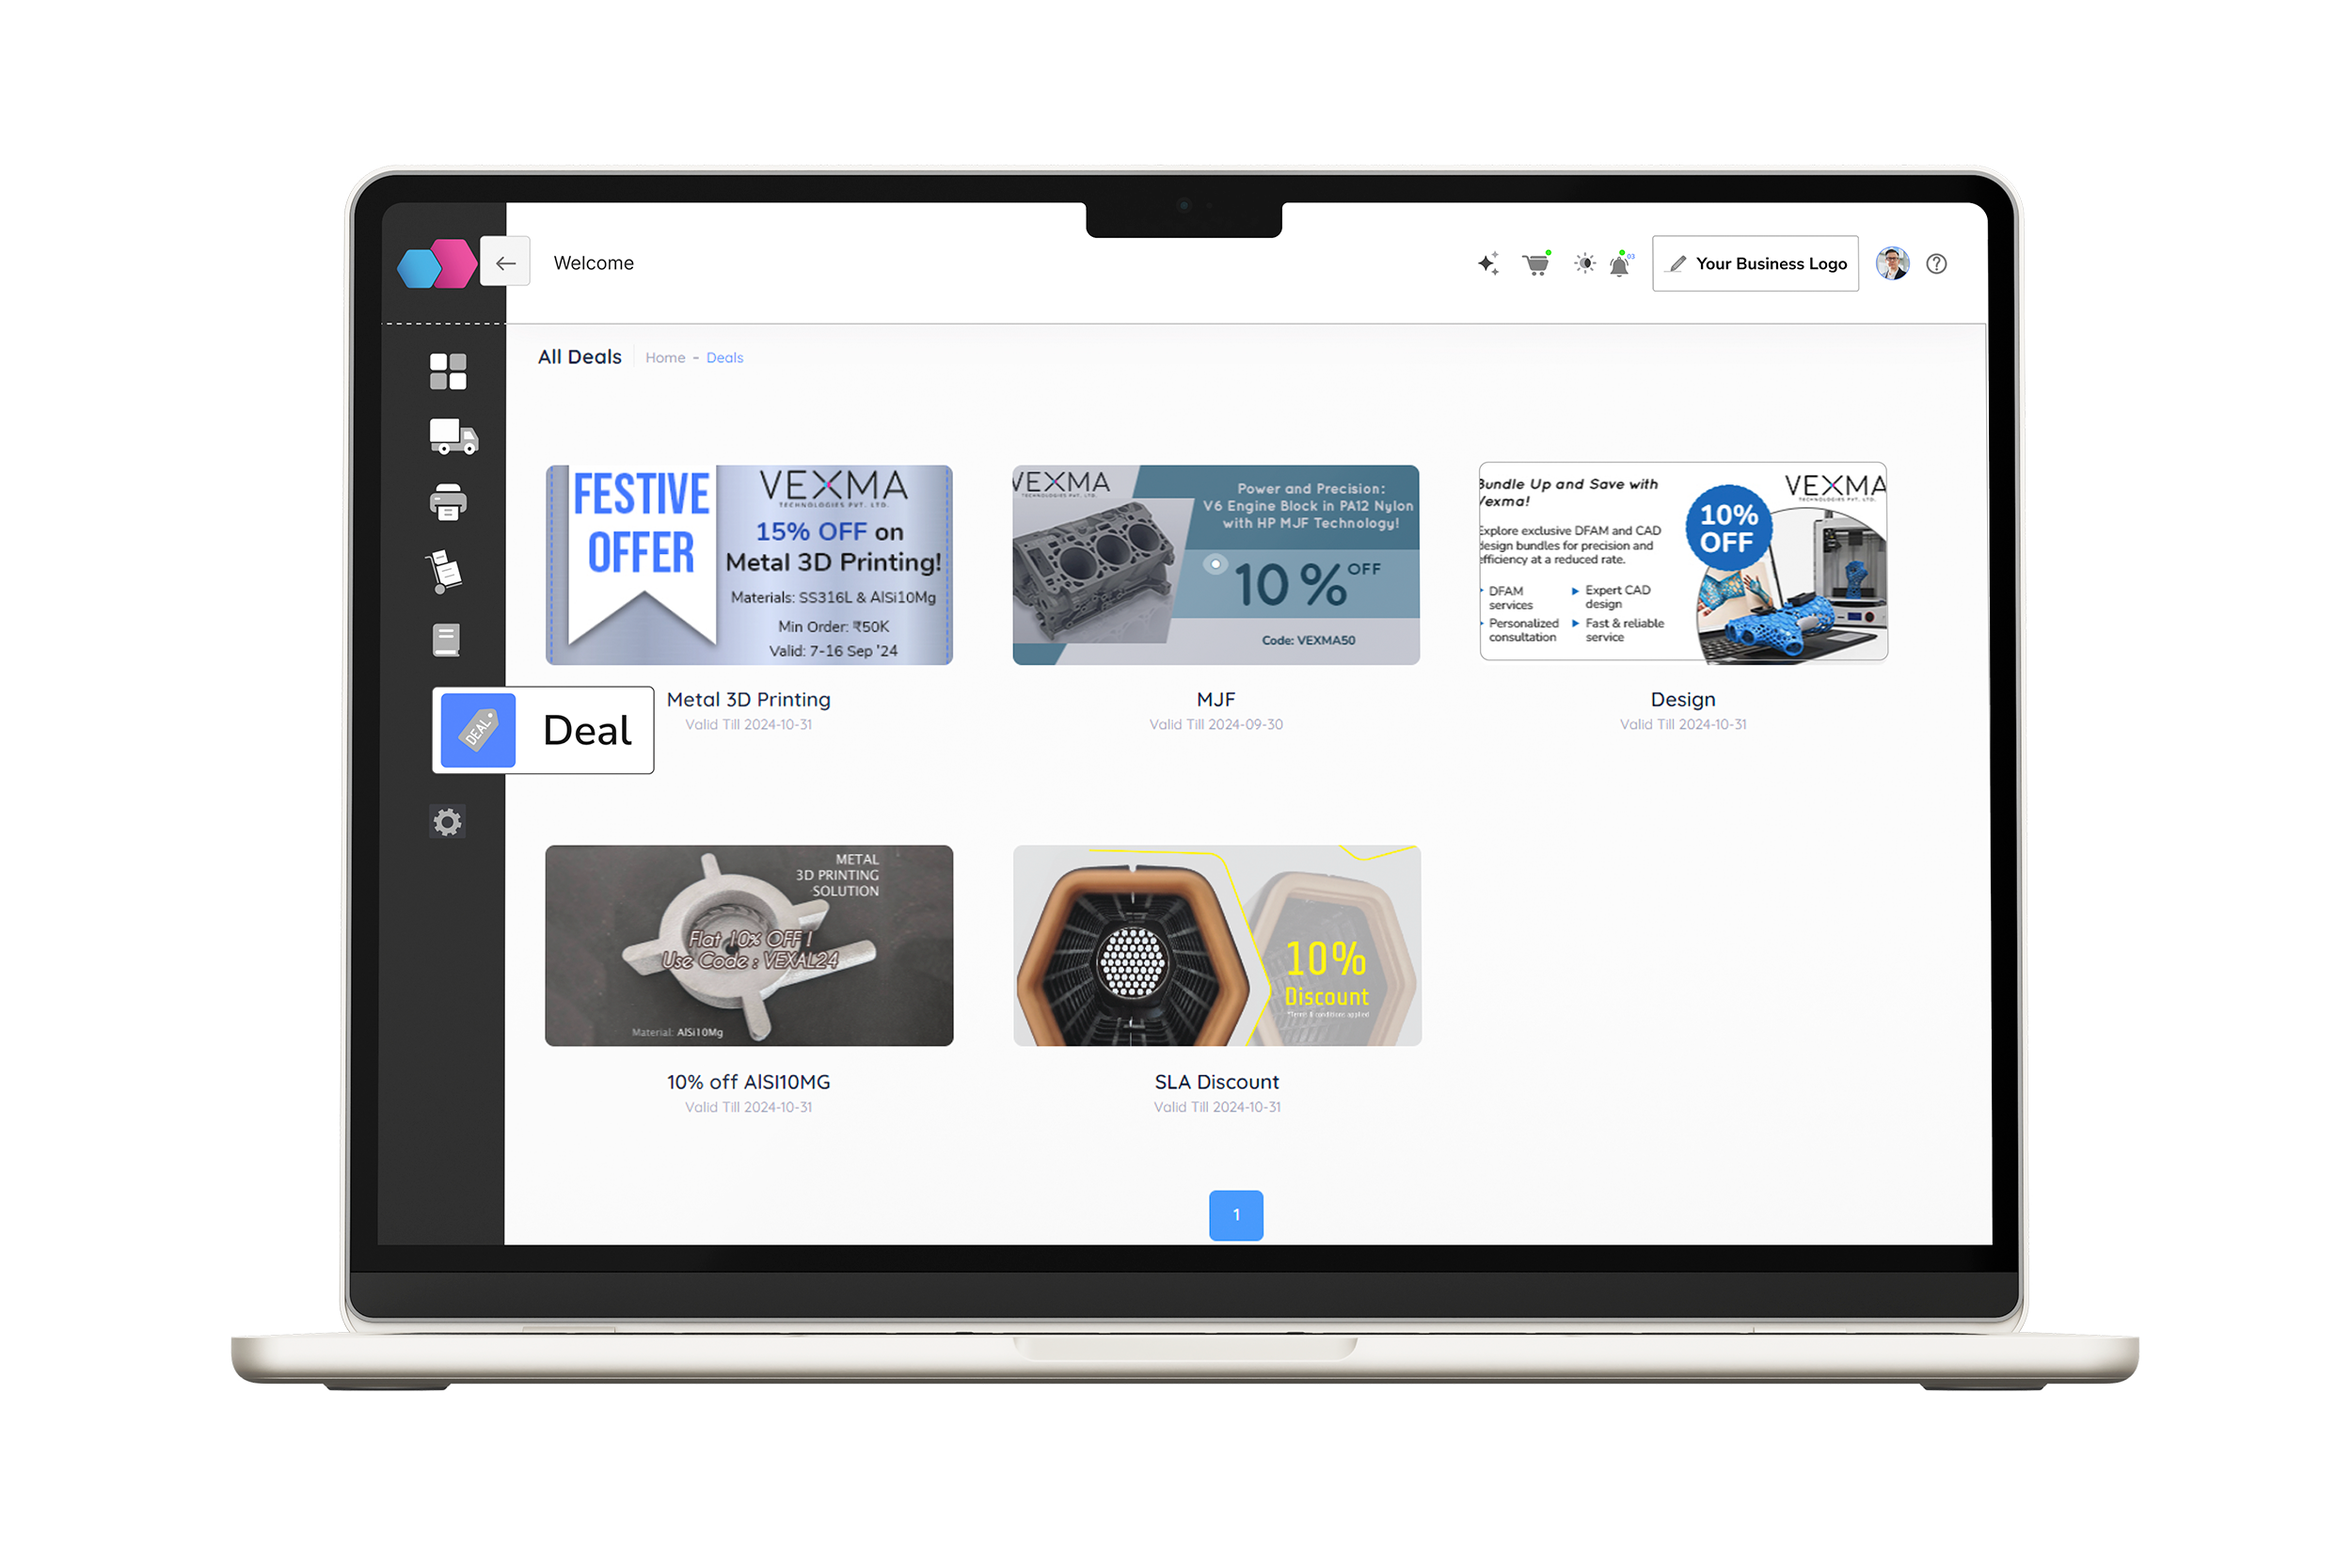 Welcome
03
Your Business Logo
All Deals
Home - Deals
FESTIVE
OFFER
VEXMA
TECHNOLOGIES PVT. LTD.
15% OFF on
Metal 3D Printing!
Materials: SS316L & AlSi10Mg
Min Order: ₹50K
Valid: 7-16 Sep '24
VEXMA
TECHNOLOGIES PVT. LTD.
Power and Precision:
V6 Engine Block in PA12 Nylon
with HP MJF Technology!
10% OFF
Code: VEXMA50
Bundle Up and Save with
Vexma!
Explore exclusive DFAM and CAD
design bundles for precision and
efficiency at a reduced rate.
DFAM
services
Expert CAD
design
Personalized
consultation
Fast & reliable
service
10%
OFF
VEXMA
TECHNOLOGIES PVT. LTD.
Metal 3D Printing
Valid Till 2024-10-31
MJF
Valid Till 2024-09-30
Design
Valid Till 2024-10-31
DEAL
Deal
METAL
3D PRINTING
SOLUTION
Flat 10% OFF !
Use Code : VEXAL24
Material: AlSi10Mg
10%
Discount
*Terms & conditions applied
10% off AlSI10MG
Valid Till 2024-10-31
SLA Discount
Valid Till 2024-10-31
1